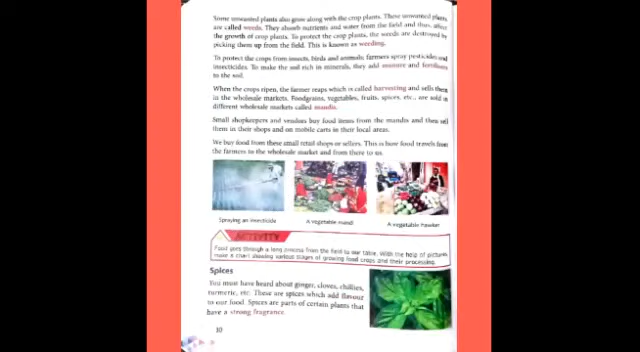 Some unwanted plants also grow along with the crop plants. These unwanted plants
are called weeds. They absorb nutrients and water from the field and thus, affect
the growth of crop plants. To protect the crop plants, the weeds are destroyed by
picking them up from the field. This is known as weeding.
To protect the crops from insects, birds and animals, farmers spray pesticides and
insecticides. To make the soil rich in minerals, they add manure and fertilisers
to the soil.
When the crops ripen, the farmer reaps which is called harvesting and sells them
in the wholesale markets. Foodgrains, vegetables, fruits, spices, etc., are sold in
different wholesale markets called mandis.
Small shopkeepers and vendors buy food items from the mandis and then sell
them in their shops and on mobile carts in their local areas.
We buy food from these small retail shops or sellers. This is how food travels from
the farmers to the wholesale market and from there to us.
Spraying an insecticide
A vegetable mandi
A vegetable hawker
ACTIVITY
Food goes through a long process from the field to our table. With the help of pictures
make a chart showing various stages of growing food crops and their processing.
Spices
You must have heard about ginger, cloves, chillies,
turmeric, etc. These are spices which add flavour
to our food. Spices are parts of certain plants that
have a strong fragrance.
10